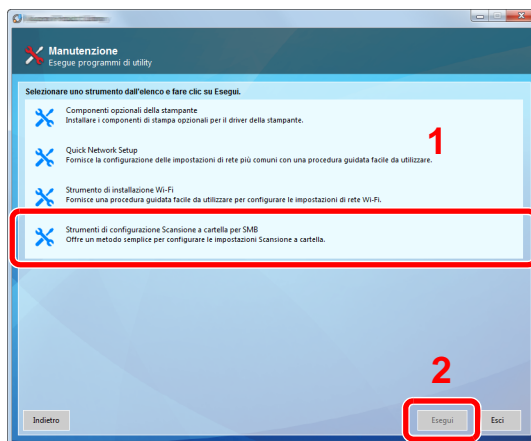 Manutenzione
Esegue programmi di utility
Selezionare uno strumento dall'elenco e fare clic su Esegui.
Componenti opzionali della stampante
Installare i componenti di stampa opzionali per il driver della stampante.
1
Quick Network Setup
Fornisce la configurazione delle impostazioni di rete più comuni con una procedura guidata facile da utilizzare.
Strumento di installazione Wi-Fi
Fornisce una procedura guidata facile da utilizzare per configurare le impostazioni di rete Wi-Fi.
Strumenti di configurazione Scansione a cartella per SMB
Offre un metodo semplice per configurare le impostazioni Scansione a cartella.
2
Indietro
Esegui
Esci